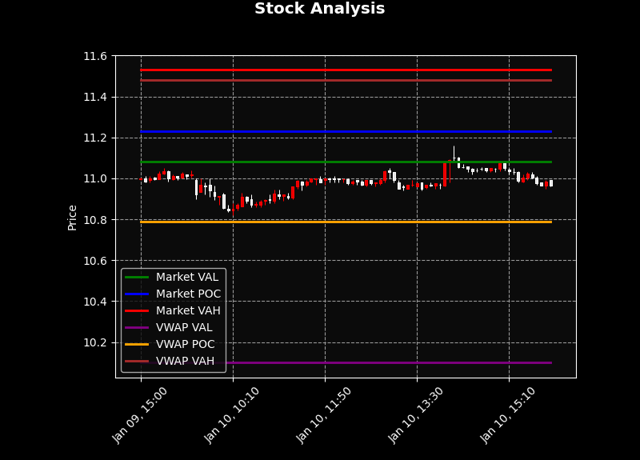 Stock Analysis
11.6
11.4
11.2
11.0
10.8
10.6
10.4
10.2
Price
Market VAL
Market POC
Market VAH
VWAP VAL
VWAP POC
VWAP VAH
Jan 09, 15:00
Jan 10, 10:10
Jan 10, 11:50
Jan 10, 13:30
Jan 10, 15:10